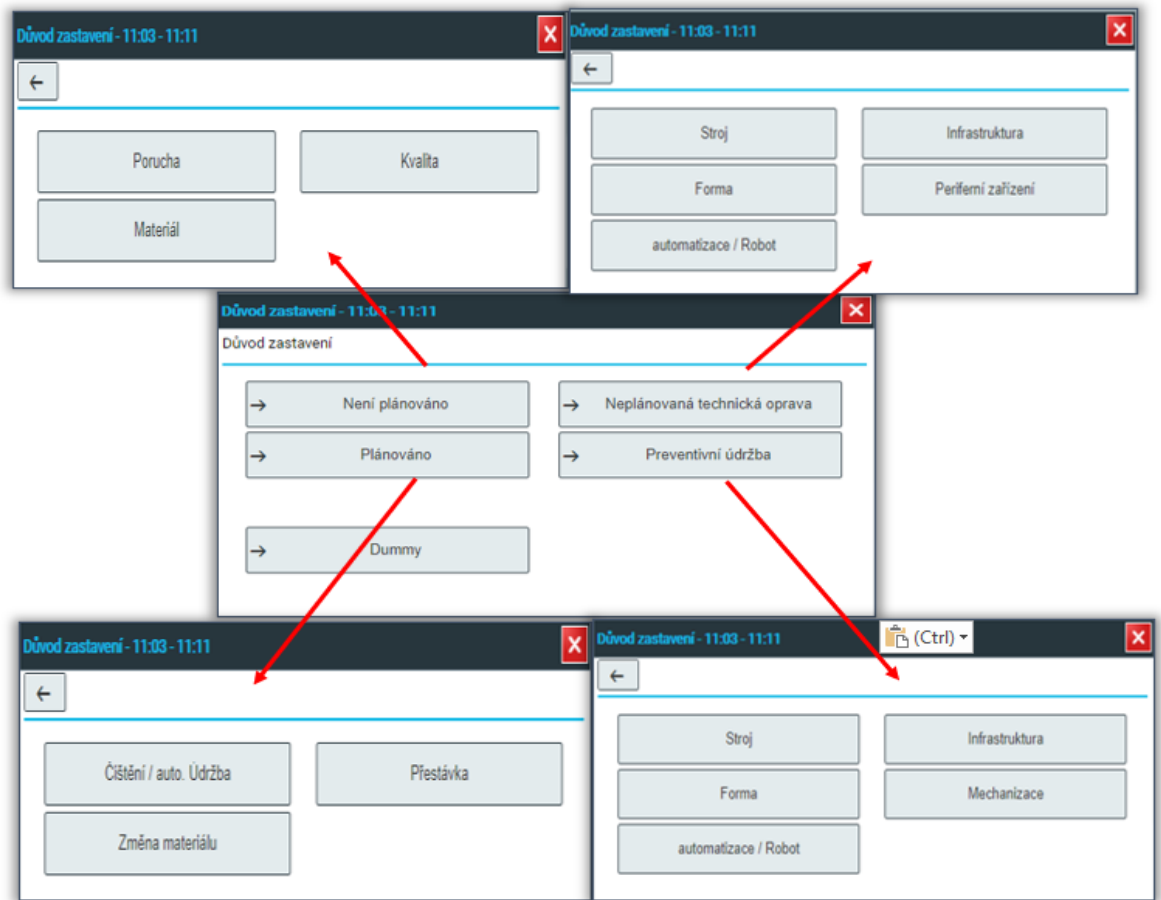 Důvod zastavení - 11:03 - 11:11
Porucha
Kvalita
Materiál
Důvod zastavení - 11:03 - 11:11
Stroj
Infrastruktura
Forma
Periferní zařízení
automatizace / Robot
Důvod zastavení - 11:03 - 11:11
Důvod zastavení
Není plánováno
Neplánovaná technická oprava
Plánováno
Preventivní údržba
Dummy
Důvod zastavení - 11:03 - 11:11
Čištění / auto. Údržba
Přestávka
Změna materiálu
Důvod zastavení - 11:03 - 11:11
(Ctrl)
Stroj
Infrastruktura
Forma
Mechanizace
automatizace / Robot